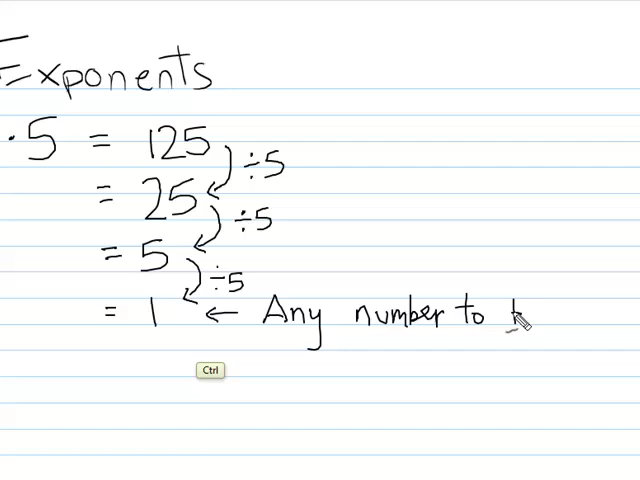 Exponents
· 5 = 125
÷5
= 25
÷5
= 5
÷5
= 1 ← Any number to
Ctrl